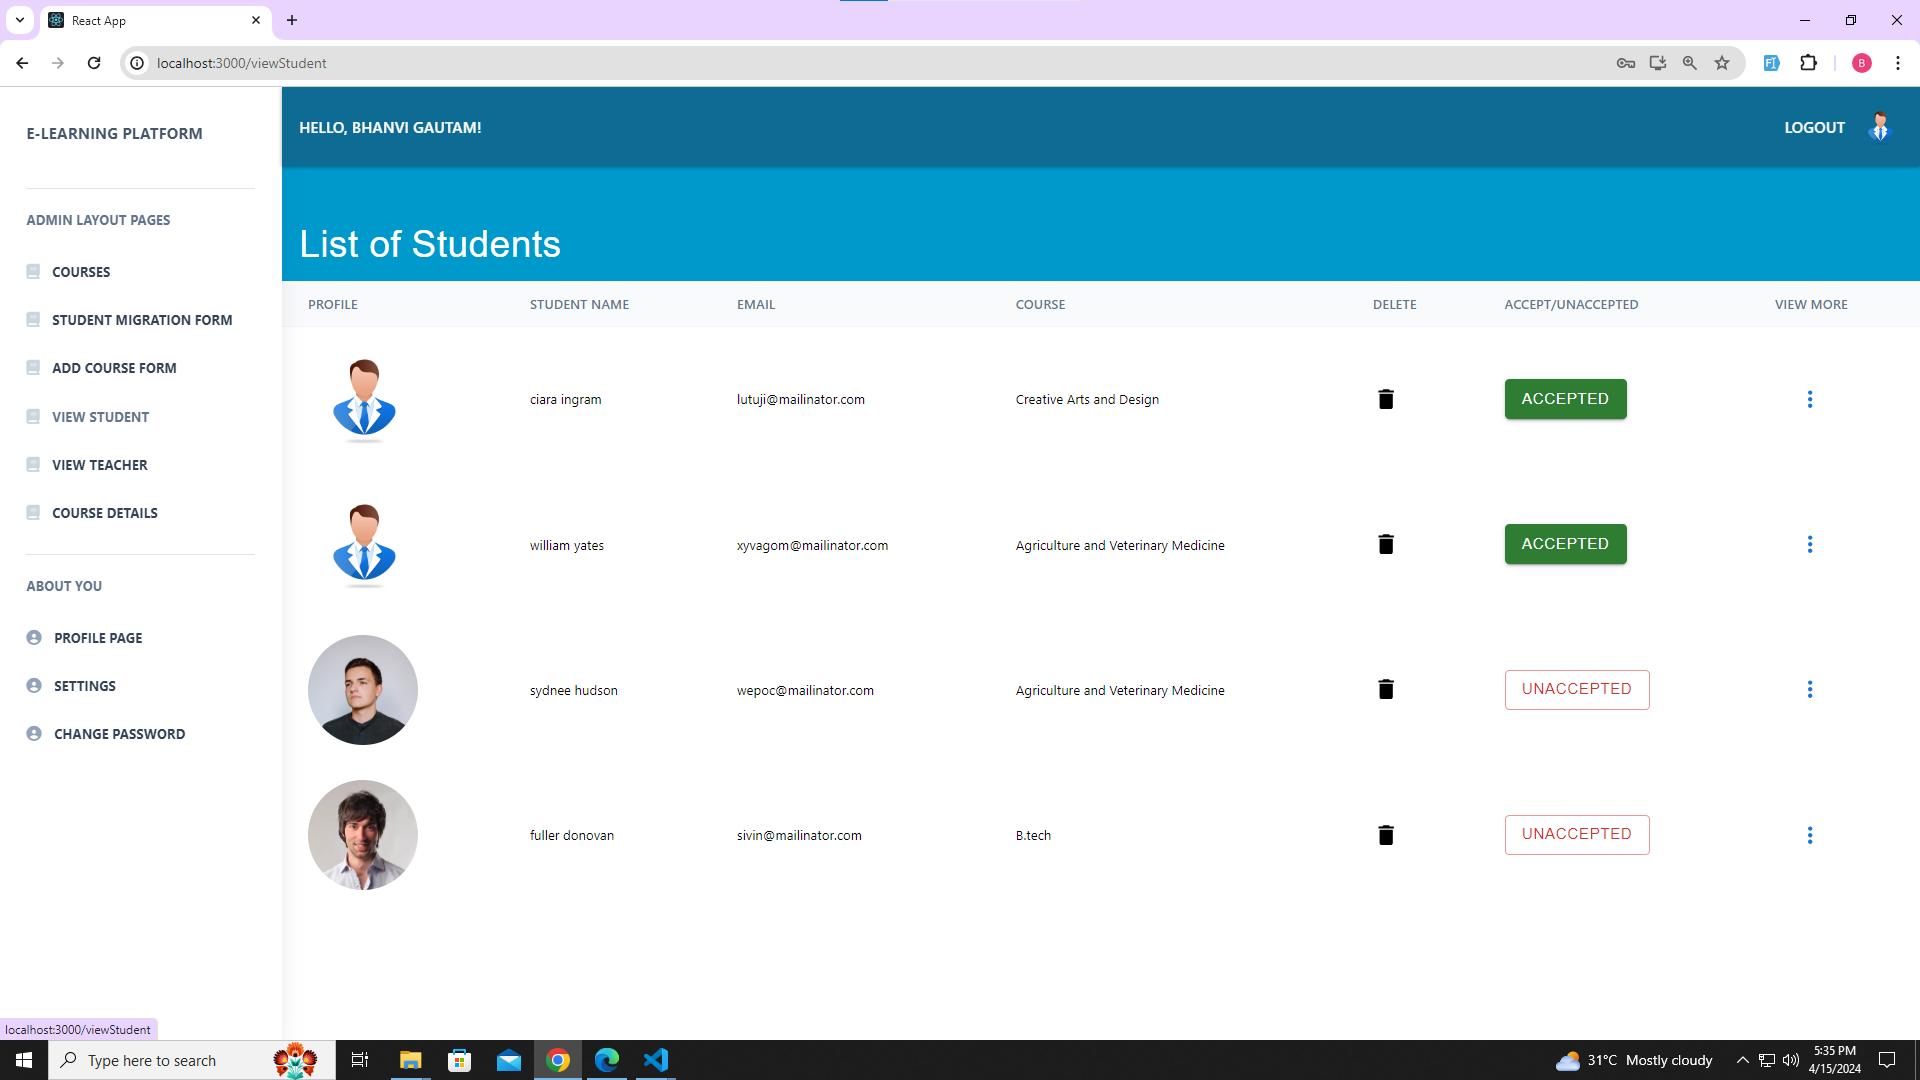 React App
localhost:3000/viewStudent
B
E-LEARNING PLATFORM
HELLO, BHANVI GAUTAM!
LOGOUT
ADMIN LAYOUT PAGES
COURSES
STUDENT MIGRATION FORM
ADD COURSE FORM
VIEW STUDENT
VIEW TEACHER
COURSE DETAILS
ABOUT YOU
PROFILE PAGE
SETTINGS
CHANGE PASSWORD
List of Students
PROFILE STUDENT NAME EMAIL COURSE DELETE ACCEPT/UNACCEPTED VIEW MORE
ciara ingram lutuji@mailinator.com Creative Arts and Design ACCEPTED
william yates xyvagom@mailinator.com Agriculture and Veterinary Medicine ACCEPTED
sydnee hudson wepoc@mailinator.com Agriculture and Veterinary Medicine UNACCEPTED
fuller donovan sivin@mailinator.com B.tech UNACCEPTED
localhost:3000/viewStudent
Type here to search
31°C Mostly cloudy
5:35 PM
4/15/2024